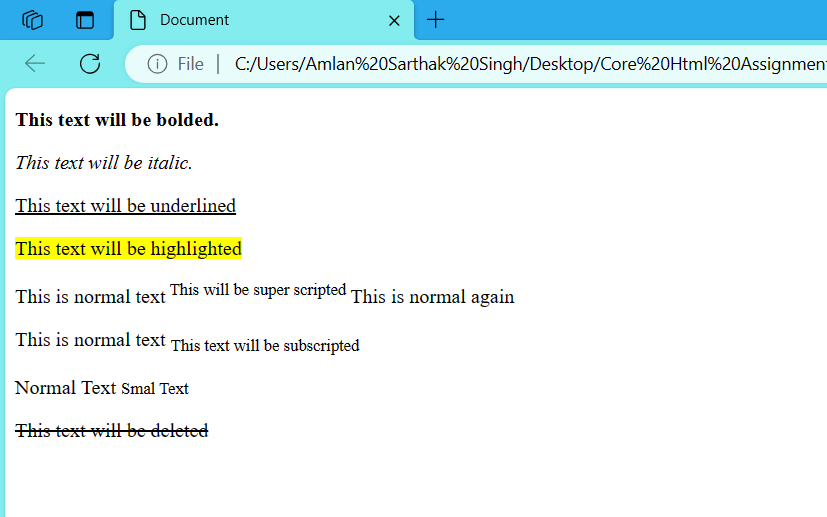 Document
File | C:/Users/Amlan%20Sarthak%20Singh/Desktop/Core%20Html%20Assignment
This text will be bolded.
This text will be italic.
This text will be underlined
This text will be highlighted
This is normal text This will be super scripted This is normal again
This is normal text This text will be subscripted
Normal Text Smal Text
This text will be deleted